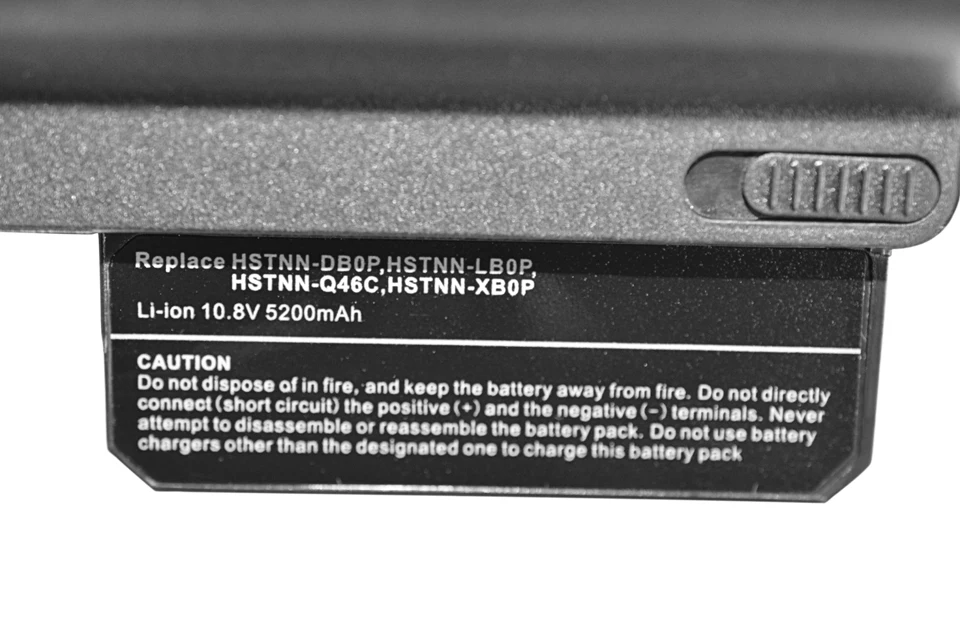 Replace HSTNN-DB0P,HSTNN-LB0P,
HSTNN-Q46C,HSTNN-XB0P
Li-ion 10.8V 5200mAh
CAUTION
Do not dispose of in fire, and keep the battery away from fire. Do not directly
connect (short circuit) the positive (+) and the negative (-) terminals. Never
attempt to disassemble or reassemble the battery pack. Do not use battery
chargers other than the designated one to charge this battery pack